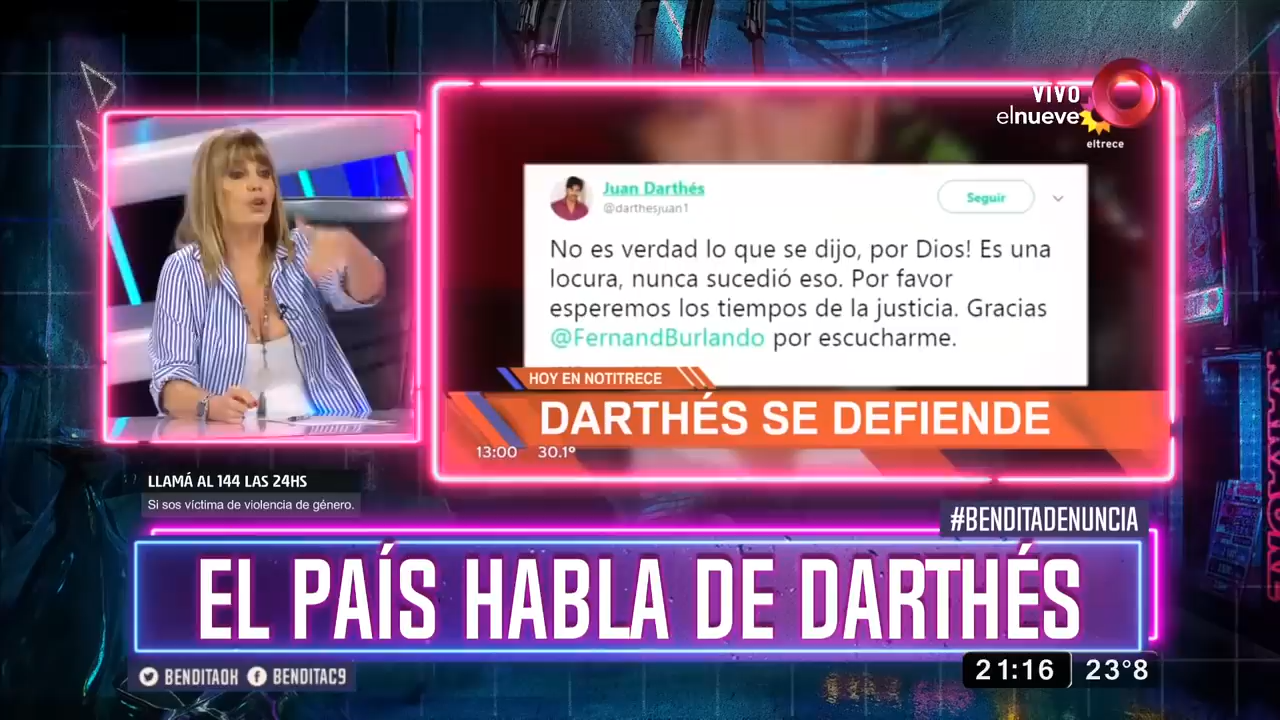 VIVO
elnueve
eltrece
Juan Darthés
@darthesjuan1
Seguir
No es verdad lo que se dijo, por Dios! Es una
locura, nunca sucedió eso. Por favor
esperemos los tiempos de la justicia. Gracias
@FernandBurlando por escucharme.
HOY EN NOTITRECE
DARTHÉS SE DEFIENDE
13:00 30.1°
LLAMÁ AL 144 LAS 24HS
Si sos víctima de violencia de género.
#BENDITADENUNCIA
EL PAÍS HABLA DE DARTHÉS
BENDITAOK BENDITAC9
21:16 23°8